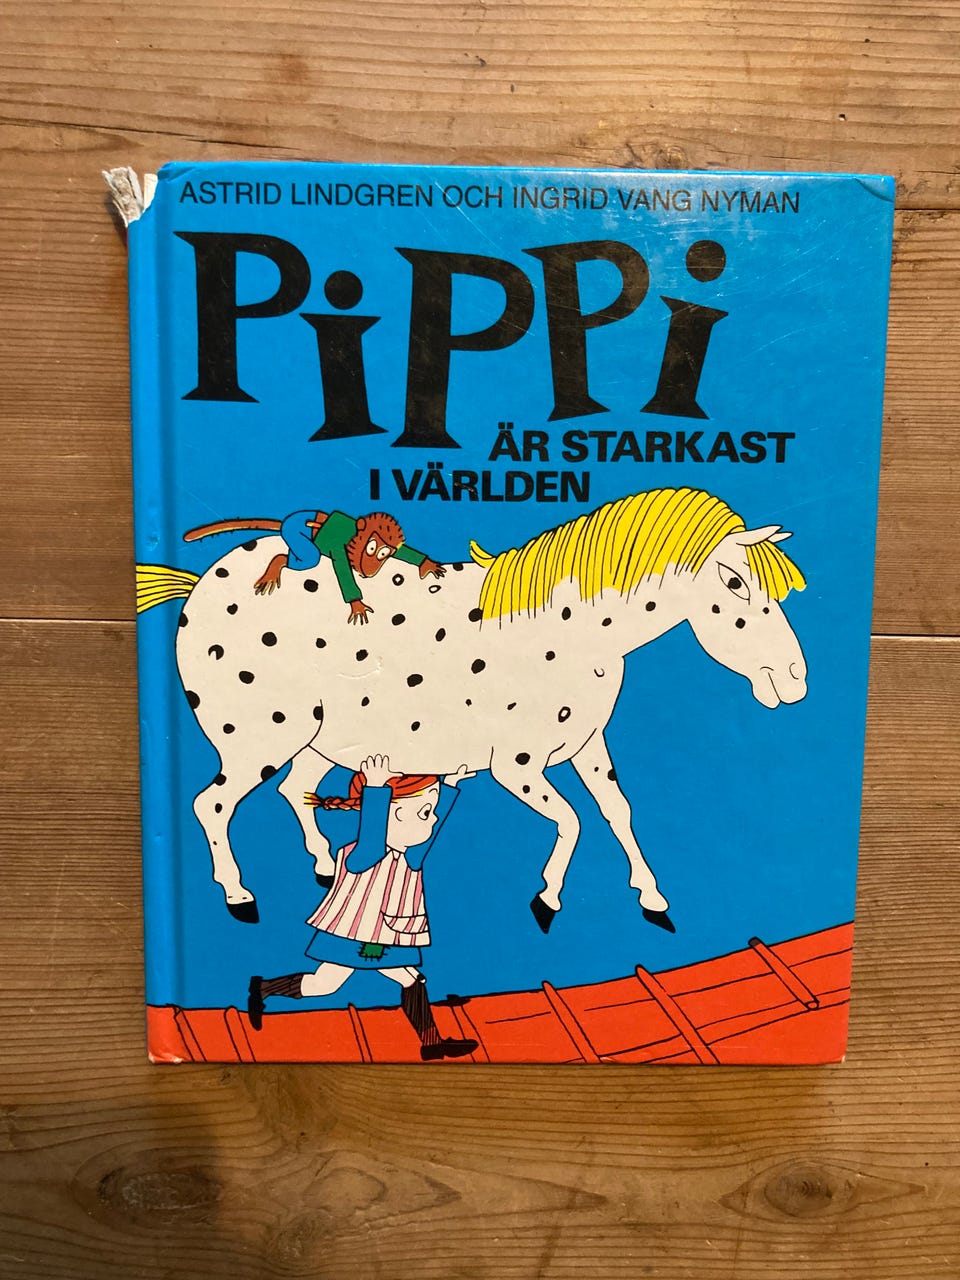 ASTRID LINDGREN OCH INGRID VANG NYMAN
PiPPi
ÄR STARKAST
I VÄRLDEN